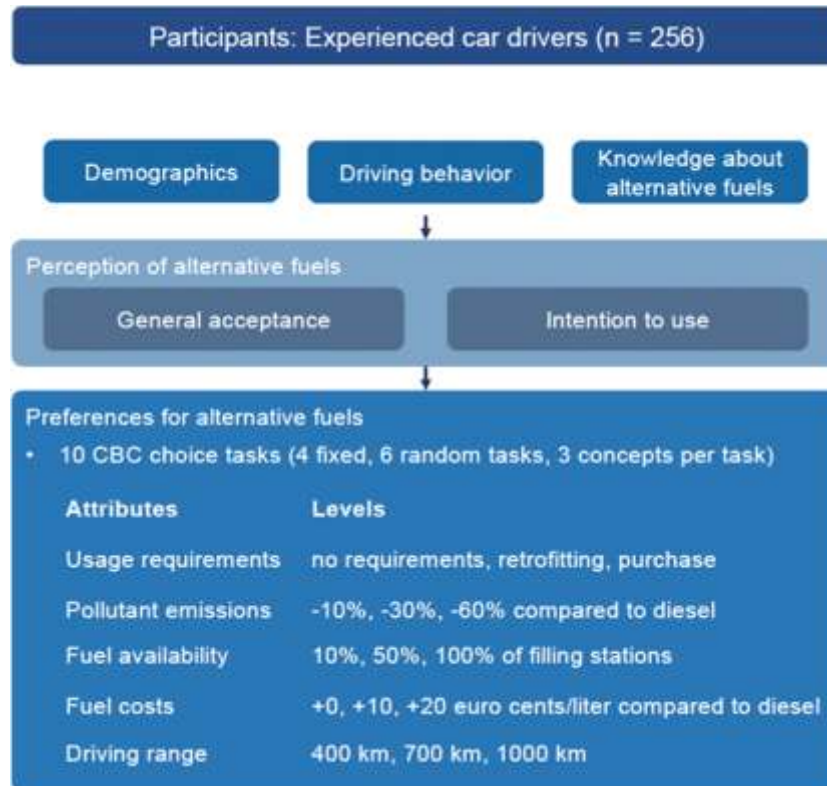 Participants: Experienced car drivers (n = 256)
Demographics
Driving behavior
Knowledge about
alternative fuels
Perception of alternative fuels
General acceptance
Intention to use
Preferences for alternative fuels
• 10 CBC choice tasks (4 fixed, 6 random tasks, 3 concepts per task)
Attributes Levels
Usage requirements no requirements, retrofitting, purchase
Pollutant emissions -10%, -30%, -60% compared to diesel
Fuel availability 10%, 50%, 100% of filling stations
Fuel costs +0, +10, +20 euro cents/liter compared to diesel
Driving range 400 km, 700 km, 1000 km